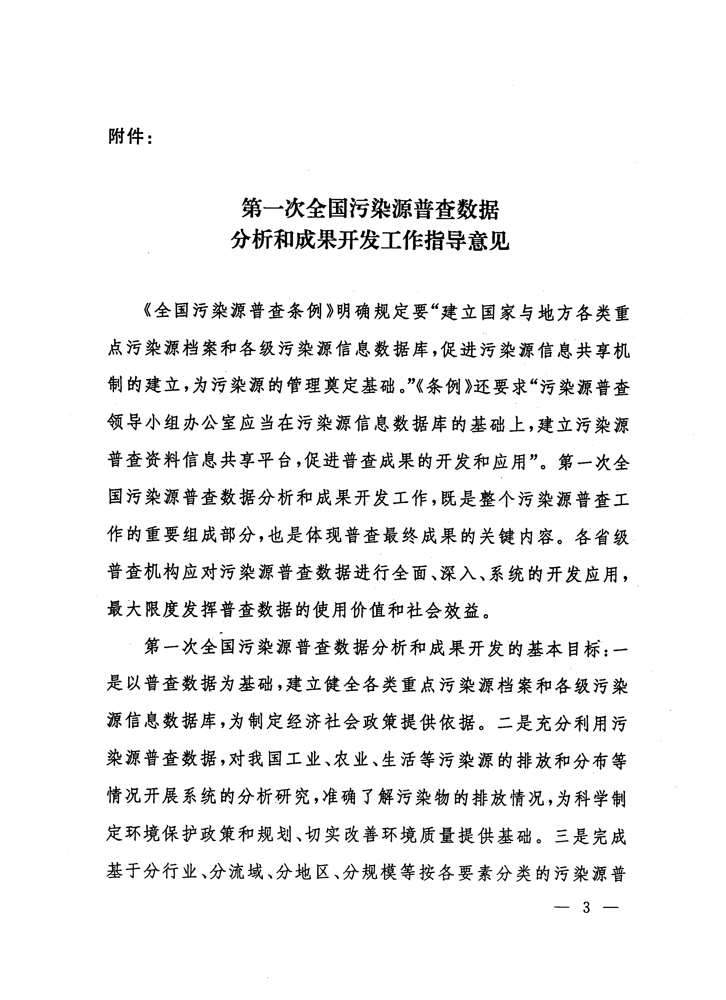 附件：
第一次全国污染源普查数据
分析和成果开发工作指导意见
《全国污染源普查条例》明确规定要“建立国家与地方各类重
点污染源档案和各级污染源信息数据库，促进污染源信息共享机
制的建立，为污染源的管理奠定基础。”《条例》还要求“污染源普查
领导小组办公室应当在污染源信息数据库的基础上，建立污染源
普查资料信息共享平台，促进普查成果的开发和应用”。第一次全
国污染源普查数据分析和成果开发工作，既是整个污染源普查工
作的重要组成部分，也是体现普查最终成果的关键内容。各省级
普查机构应对污染源普查数据进行全面、深入、系统的开发应用，
最大限度发挥普查数据的使用价值和社会效益。
第一次全国污染源普查数据分析和成果开发的基本目标：一
是以普查数据为基础，建立健全各类重点污染源档案和各级污染
源信息数据库，为制定经济社会政策提供依据。二是充分利用污
染源普查数据，对我国工业、农业、生活等污染源的排放和分布等
情况开展系统的分析研究，准确了解污染物的排放情况，为科学制
定环境保护政策和规划、切实改善环境质量提供基础。三是完成
基于分行业、分流域、分地区、分规模等按各要素分类的污染源普
— 3 —